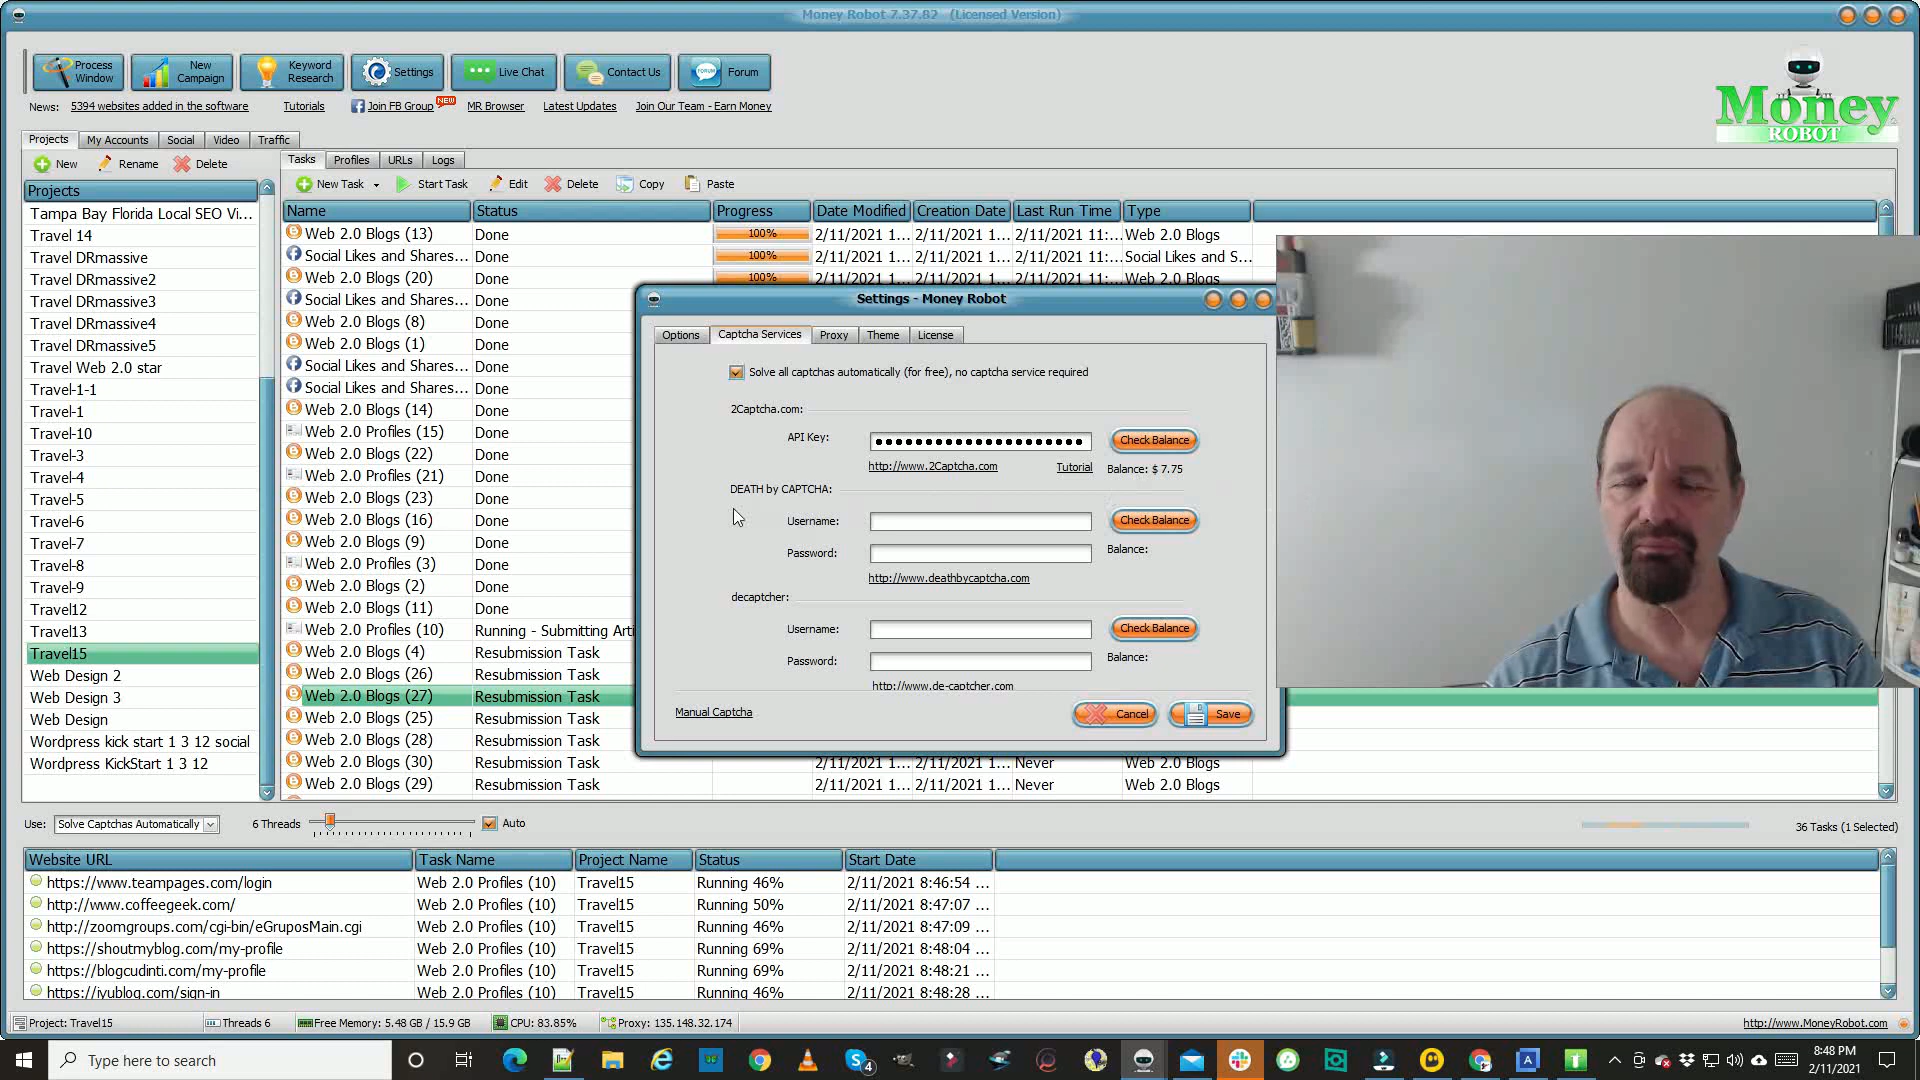 Money Robot 7.37.82 (Licensed Version)
Process Window
New Campaign
Keyword Research
Settings
Live Chat
Contact Us
Forum
News: 5394 websites added in the software Tutorials Join FB Group NEW MR Browser Latest Updates Join Our Team - Earn Money
Money ROBOT
Projects My Accounts Social Video Traffic
New Rename Delete
Projects
Tampa Bay Florida Local SEO Vi...
Travel 14
Travel DRmassive
Travel DRmassive2
Travel DRmassive3
Travel DRmassive4
Travel DRmassive5
Travel Web 2.0 star
Travel-1-1
Travel-1
Travel-10
Travel-3
Travel-4
Travel-5
Travel-6
Travel-7
Travel-8
Travel-9
Travel12
Travel13
Travel15
Web Design 2
Web Design 3
Web Design
Wordpress kick start 1 3 12 social
Wordpress KickStart 1 3 12
Tasks Profiles URLs Logs
New Task Start Task Edit Delete Copy Paste
Name Status Progress Date Modified Creation Date Last Run Time Type
Web 2.0 Blogs (13) Done 100% 2/11/2021 1... 2/11/2021 1... 2/11/2021 11:... Web 2.0 Blogs
Social Likes and Shares... Done 100% 2/11/2021 1... 2/11/2021 1... 2/11/2021 11:... Social Likes and S...
Web 2.0 Blogs (20) Done 100% 2/11/2021 1... 2/11/2021 1... 2/11/2021 11:... Web 2.0 Blogs
Social Likes and Shares... Done
Web 2.0 Blogs (8) Done
Web 2.0 Blogs (1) Done
Social Likes and Shares... Done
Social Likes and Shares... Done
Web 2.0 Blogs (14) Done
Web 2.0 Profiles (15) Done
Web 2.0 Blogs (22) Done
Web 2.0 Profiles (21) Done
Web 2.0 Blogs (23) Done
Web 2.0 Blogs (16) Done
Web 2.0 Blogs (9) Done
Web 2.0 Profiles (3) Done
Web 2.0 Blogs (2) Done
Web 2.0 Blogs (11) Done
Web 2.0 Profiles (10) Running - Submitting Arti
Web 2.0 Blogs (4) Resubmission Task
Web 2.0 Blogs (26) Resubmission Task
Web 2.0 Blogs (27) Resubmission Task
Web 2.0 Blogs (25) Resubmission Task
Web 2.0 Blogs (28) Resubmission Task
Web 2.0 Blogs (30) Resubmission Task 2/11/2021 1... 2/11/2021 1... Never Web 2.0 Blogs
Web 2.0 Blogs (29) Resubmission Task 2/11/2021 1... 2/11/2021 1... Never Web 2.0 Blogs
Settings - Money Robot
Options Captcha Services Proxy Theme License
Solve all captchas automatically (for free), no captcha service required
2Captcha.com:
API Key: Check Balance
http://www.2Captcha.com Tutorial Balance: $ 7.75
DEATH by CAPTCHA:
Username: Check Balance
Password: Balance:
http://www.deathbycaptcha.com
decaptcher:
Username: Check Balance
Password: Balance:
http://www.de-captcher.com
Manual Captcha Cancel Save
Use: Solve Captchas Automatically 6 Threads Auto 36 Tasks (1 Selected)
Website URL Task Name Project Name Status Start Date
https://www.teampages.com/login Web 2.0 Profiles (10) Travel15 Running 46% 2/11/2021 8:46:54 ...
http://www.coffeegeek.com/ Web 2.0 Profiles (10) Travel15 Running 50% 2/11/2021 8:47:07 ...
http://zoomgroups.com/cgi-bin/eGruposMain.cgi Web 2.0 Profiles (10) Travel15 Running 46% 2/11/2021 8:47:09 ...
https://shoutmyblog.com/my-profile Web 2.0 Profiles (10) Travel15 Running 69% 2/11/2021 8:48:04 ...
https://blogcudinti.com/my-profile Web 2.0 Profiles (10) Travel15 Running 69% 2/11/2021 8:48:21 ...
https://iyublog.com/sign-in Web 2.0 Profiles (10) Travel15 Running 46% 2/11/2021 8:48:28 ...
Project: Travel15 Threads 6 Free Memory: 5.48 GB / 15.9 GB CPU: 83.85% Proxy: 135.148.32.174 http://www.MoneyRobot.com
Type here to search
4
8:48 PM
2/11/2021